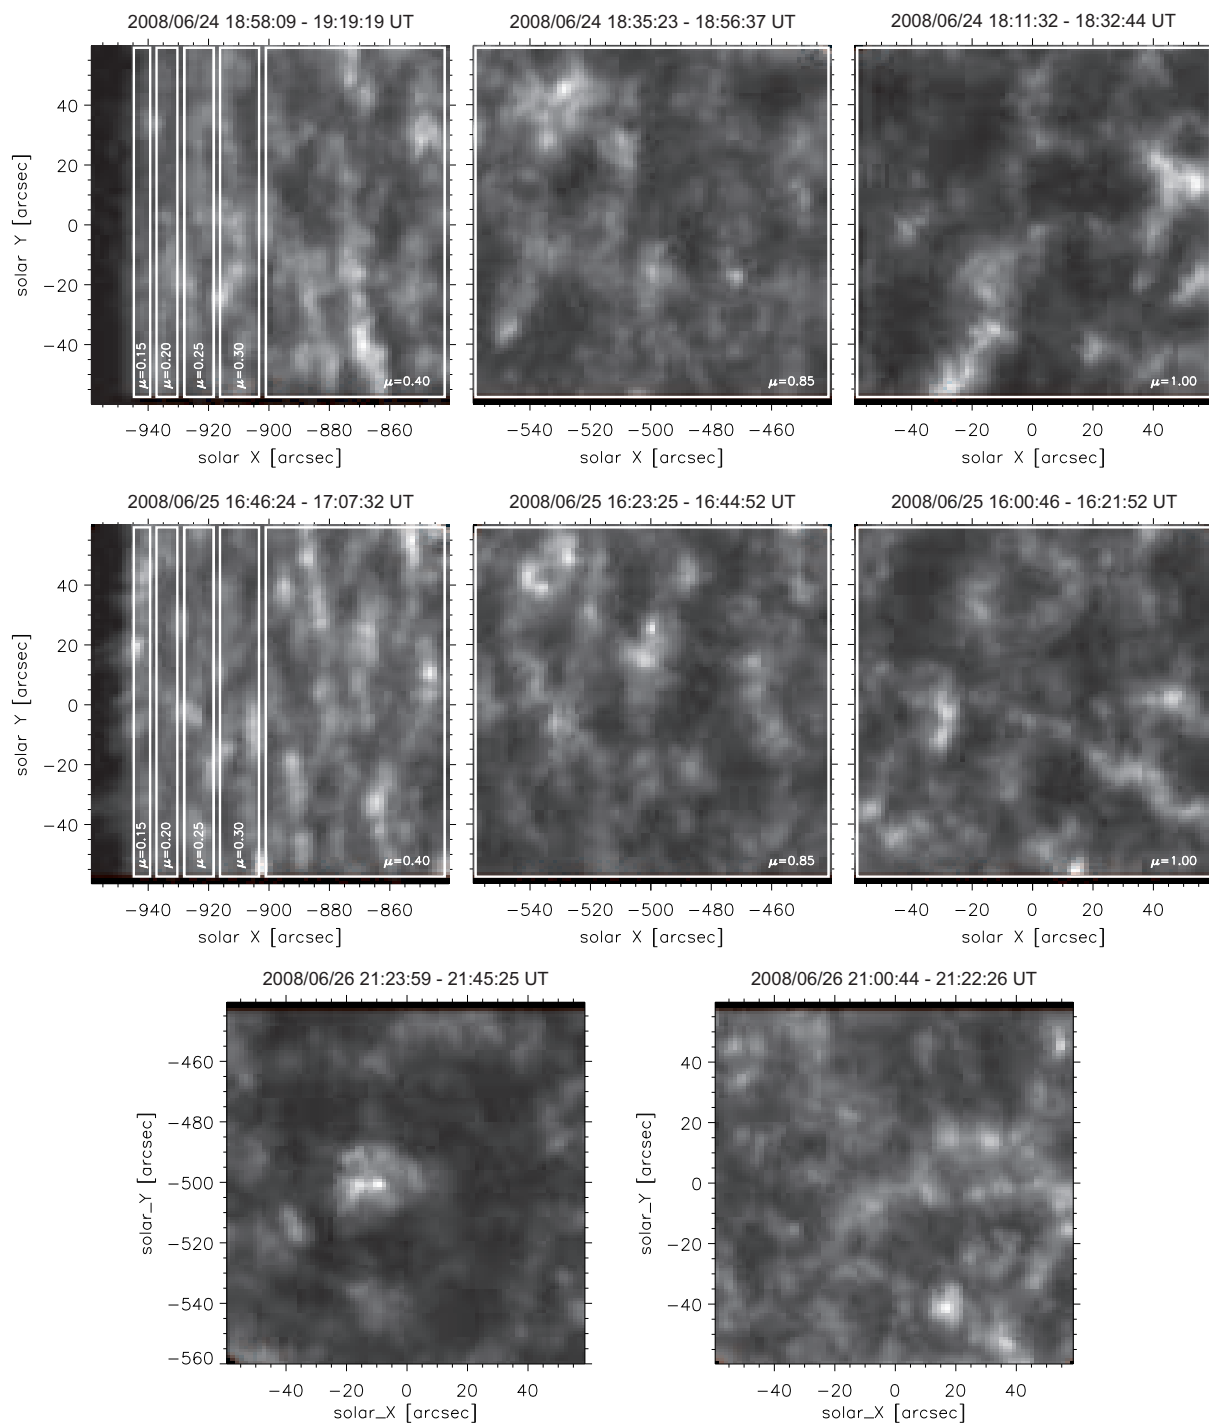 2008/06/24 18:58:09 - 19:19:19 UT
2008/06/24 18:35:23 - 18:56:37 UT
2008/06/24 18:11:32 - 18:32:44 UT
solar Y [arcsec]
40
20
0
−20
−40
μ=0.15
μ=0.20
μ=0.25
μ=0.30
μ=0.40
μ=0.85
μ=1.00
−940 −920 −900 −880 −860
−540 −520 −500 −480 −460
−40 −20 0 20 40
solar X [arcsec]
solar X [arcsec]
solar X [arcsec]
2008/06/25 16:46:24 - 17:07:32 UT
2008/06/25 16:23:25 - 16:44:52 UT
2008/06/25 16:00:46 - 16:21:52 UT
solar Y [arcsec]
40
20
0
−20
−40
μ=0.15
μ=0.20
μ=0.25
μ=0.30
μ=0.40
μ=0.85
μ=1.00
−940 −920 −900 −880 −860
−540 −520 −500 −480 −460
−40 −20 0 20 40
solar X [arcsec]
solar X [arcsec]
solar X [arcsec]
2008/06/26 21:23:59 - 21:45:25 UT
2008/06/26 21:00:44 - 21:22:26 UT
solar_Y [arcsec]
−460
−480
−500
−520
−540
−560
−40 −20 0 20 40
solar_X [arcsec]
solar_Y [arcsec]
40
20
0
−20
−40
−40 −20 0 20 40
solar_X [arcsec]